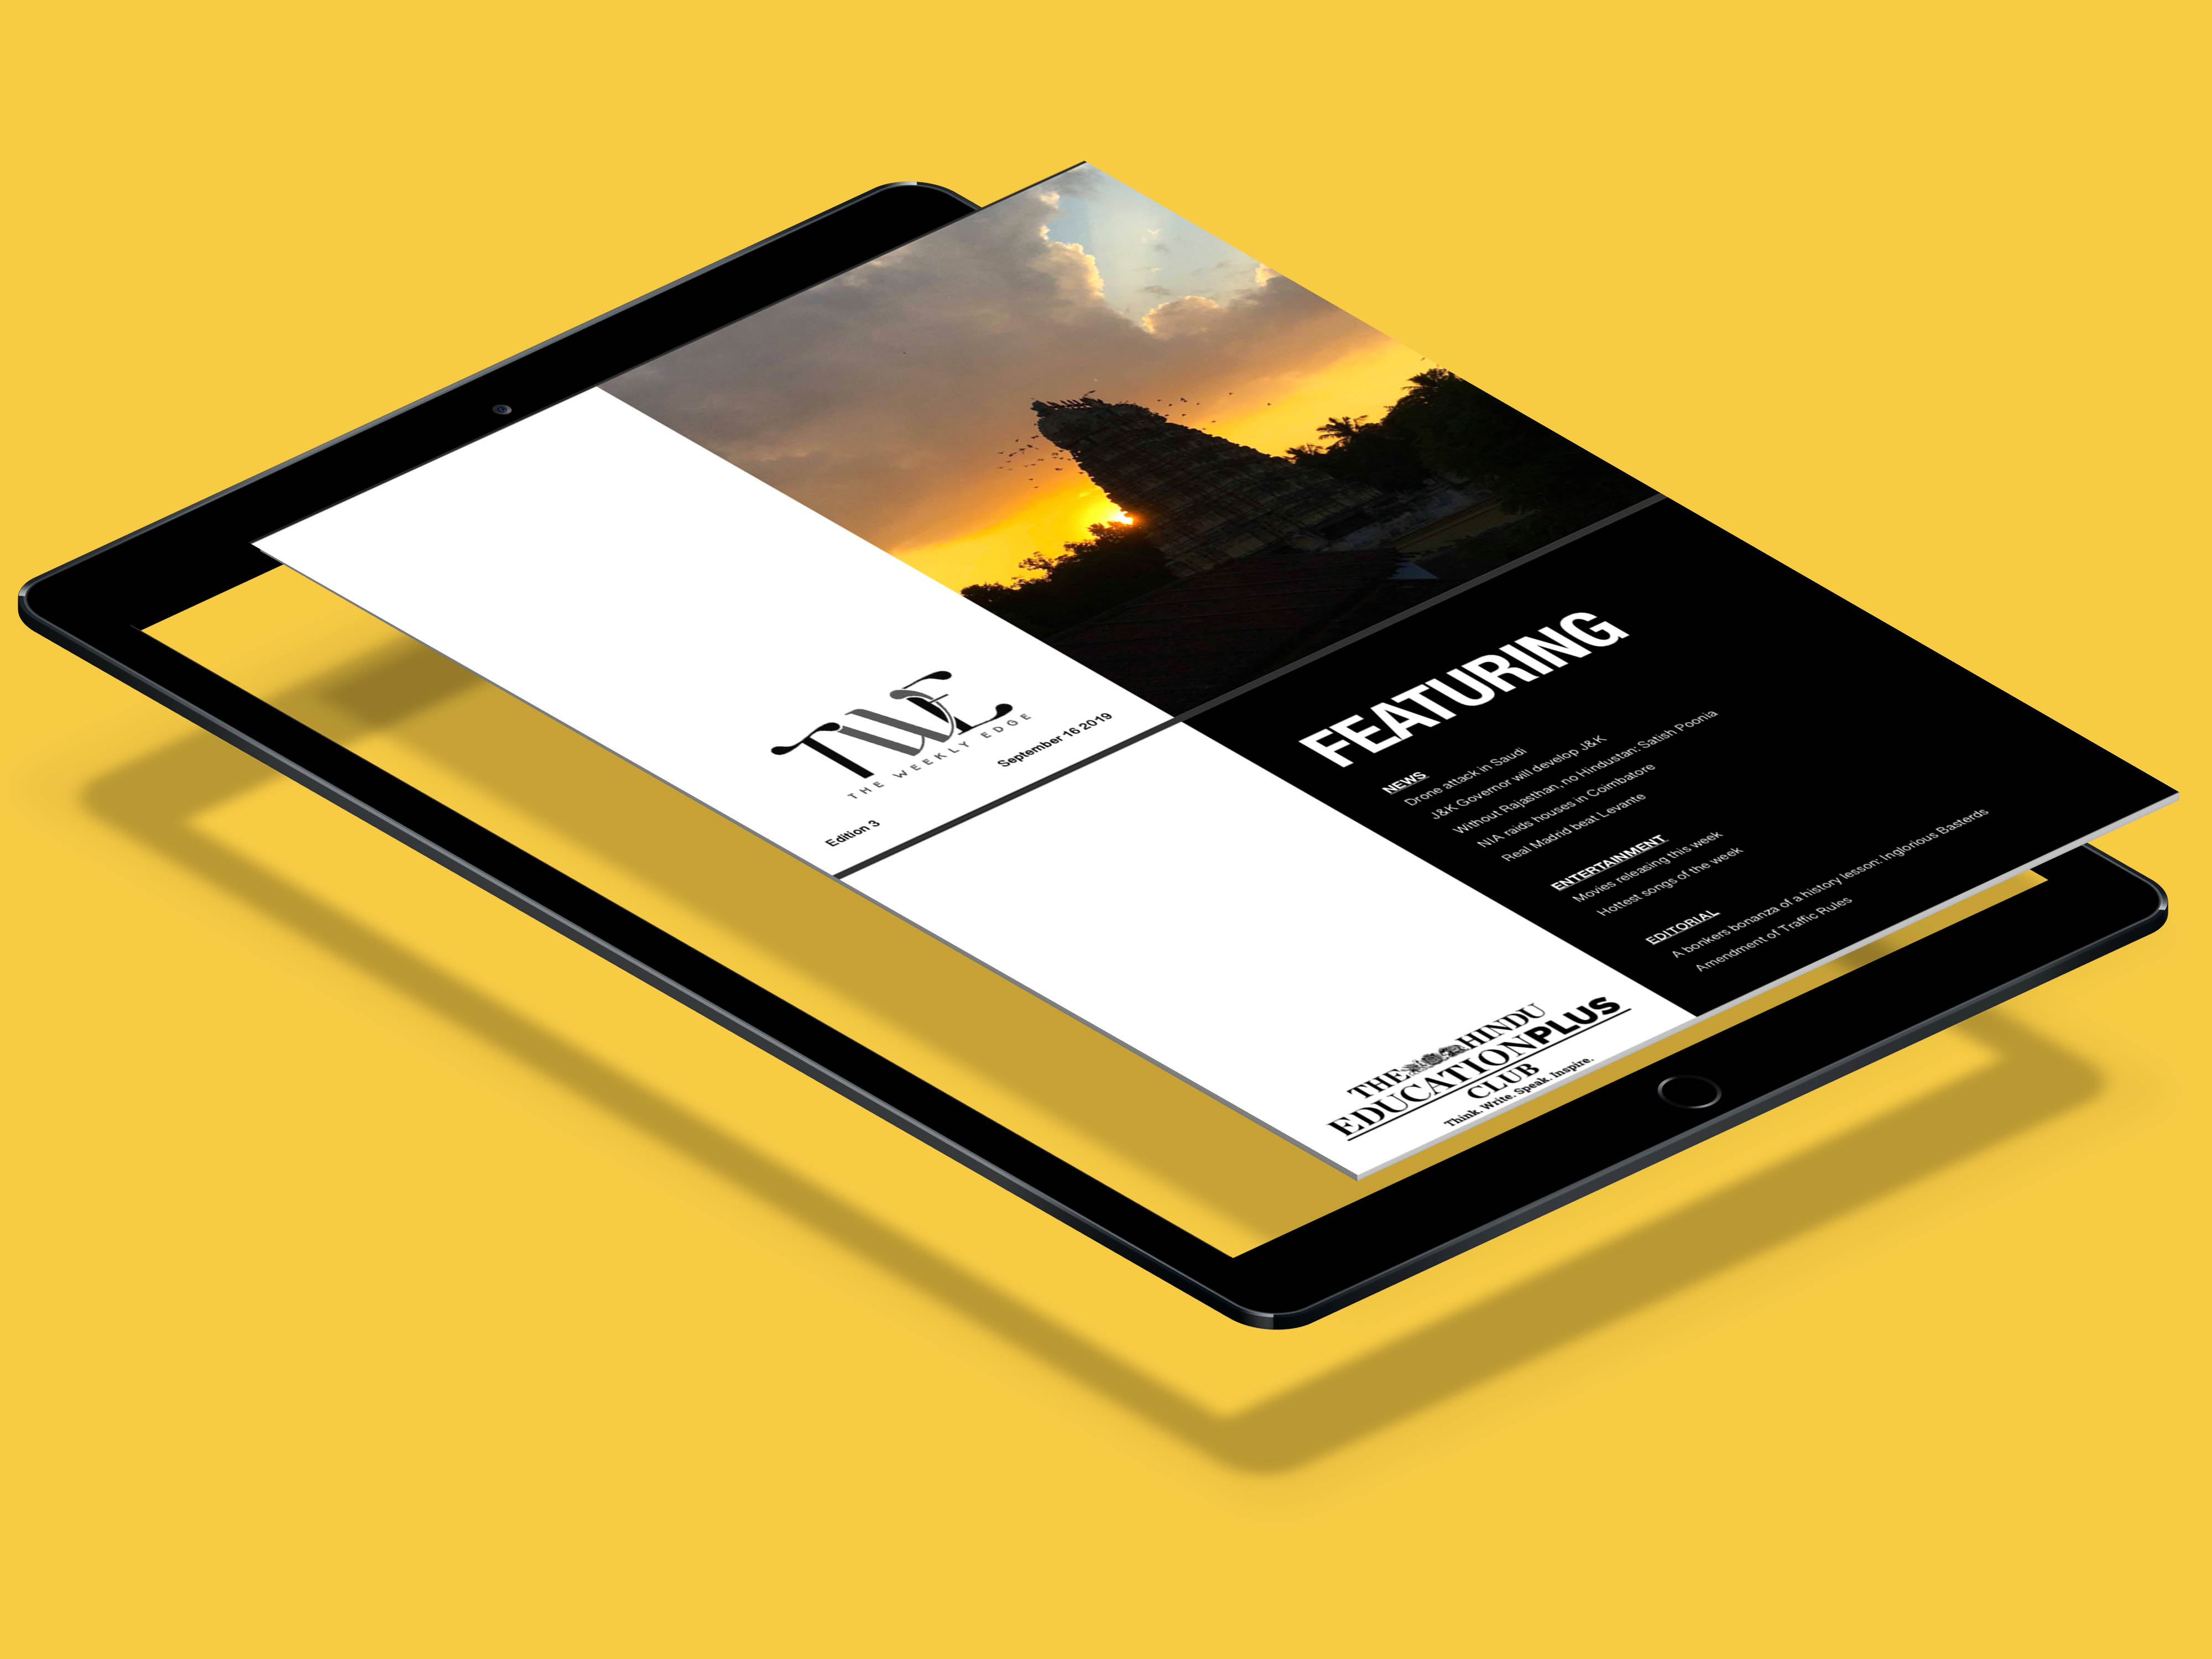 TWE
THE WEEKLY EDGE
Edition 3
September 16 2019
FEATURING
NEWS
Drone attack in Saudi
J&K Governor will develop J&K
Without Rajasthan, no Hindustan: Satish Poonia
NIA raids houses in Coimbatore
Real Madrid beat Levante
ENTERTAINMENT
Movies releasing this week
Hottest songs of the week
EDITORIAL
A bonkers bonanza of a history lesson: Inglorious Basterds
Amendment of Traffic Rules
THE HINDU
EDUCATIONPLUS
CLUB
Think. Write. Speak. Inspire.